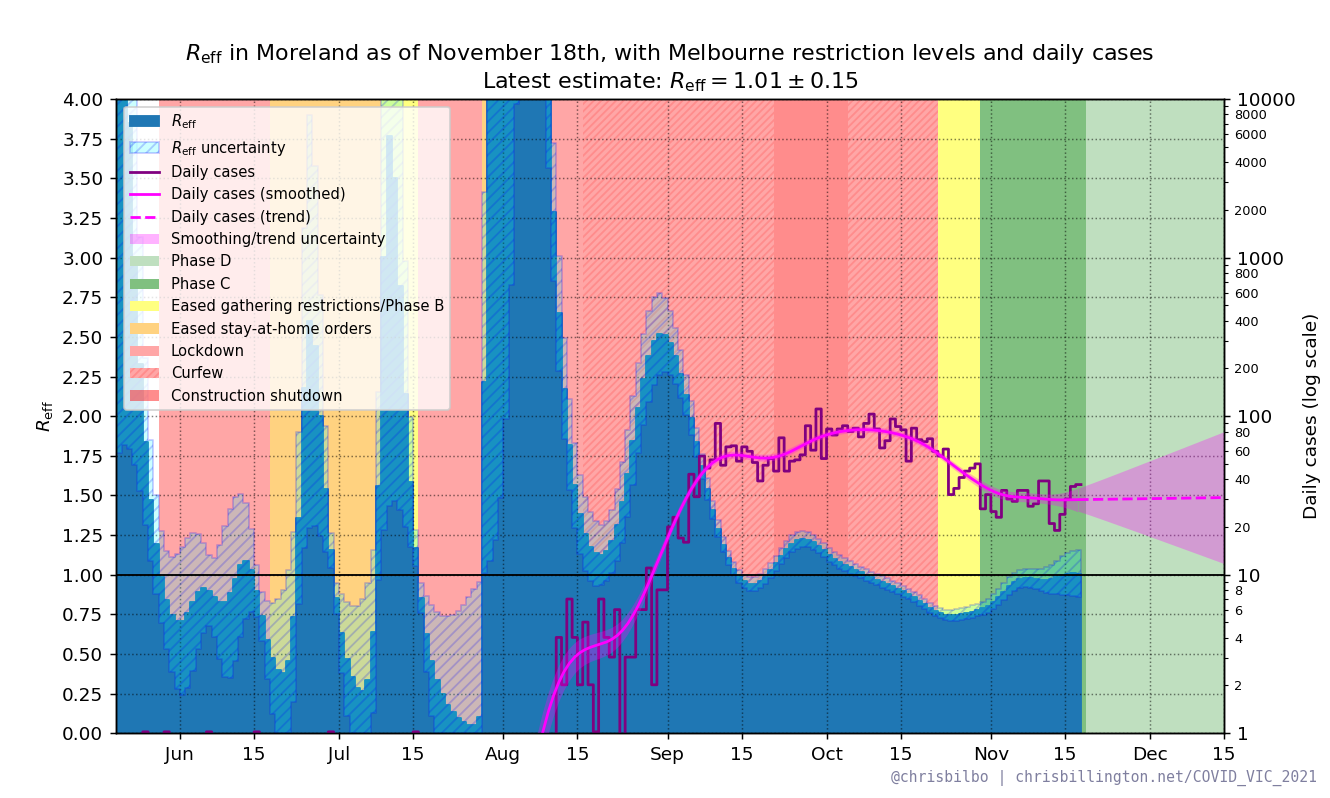 Reff in Moreland as of November 18th, with Melbourne restriction levels and daily cases
Latest estimate: Reff = 1.01 ± 0.15
Reff
Reff uncertainty
Daily cases
Daily cases (smoothed)
Daily cases (trend)
Smoothing/trend uncertainty
Phase D
Phase C
Eased gathering restrictions/Phase B
Eased stay-at-home orders
Lockdown
Curfew
Construction shutdown
Reff
4.00
3.75
3.50
3.25
3.00
2.75
2.50
2.25
2.00
1.75
1.50
1.25
1.00
0.75
0.50
0.25
0.00
Jun 15 Jul 15 Aug 15 Sep 15 Oct 15 Nov 15 Dec 15
10000
8000
6000
4000
2000
1000
800
600
400
200
100
80
60
40
20
10
8
6
4
2
1
Daily cases (log scale)
@chrisbilbo | chrisbillington.net/COVID_VIC_2021